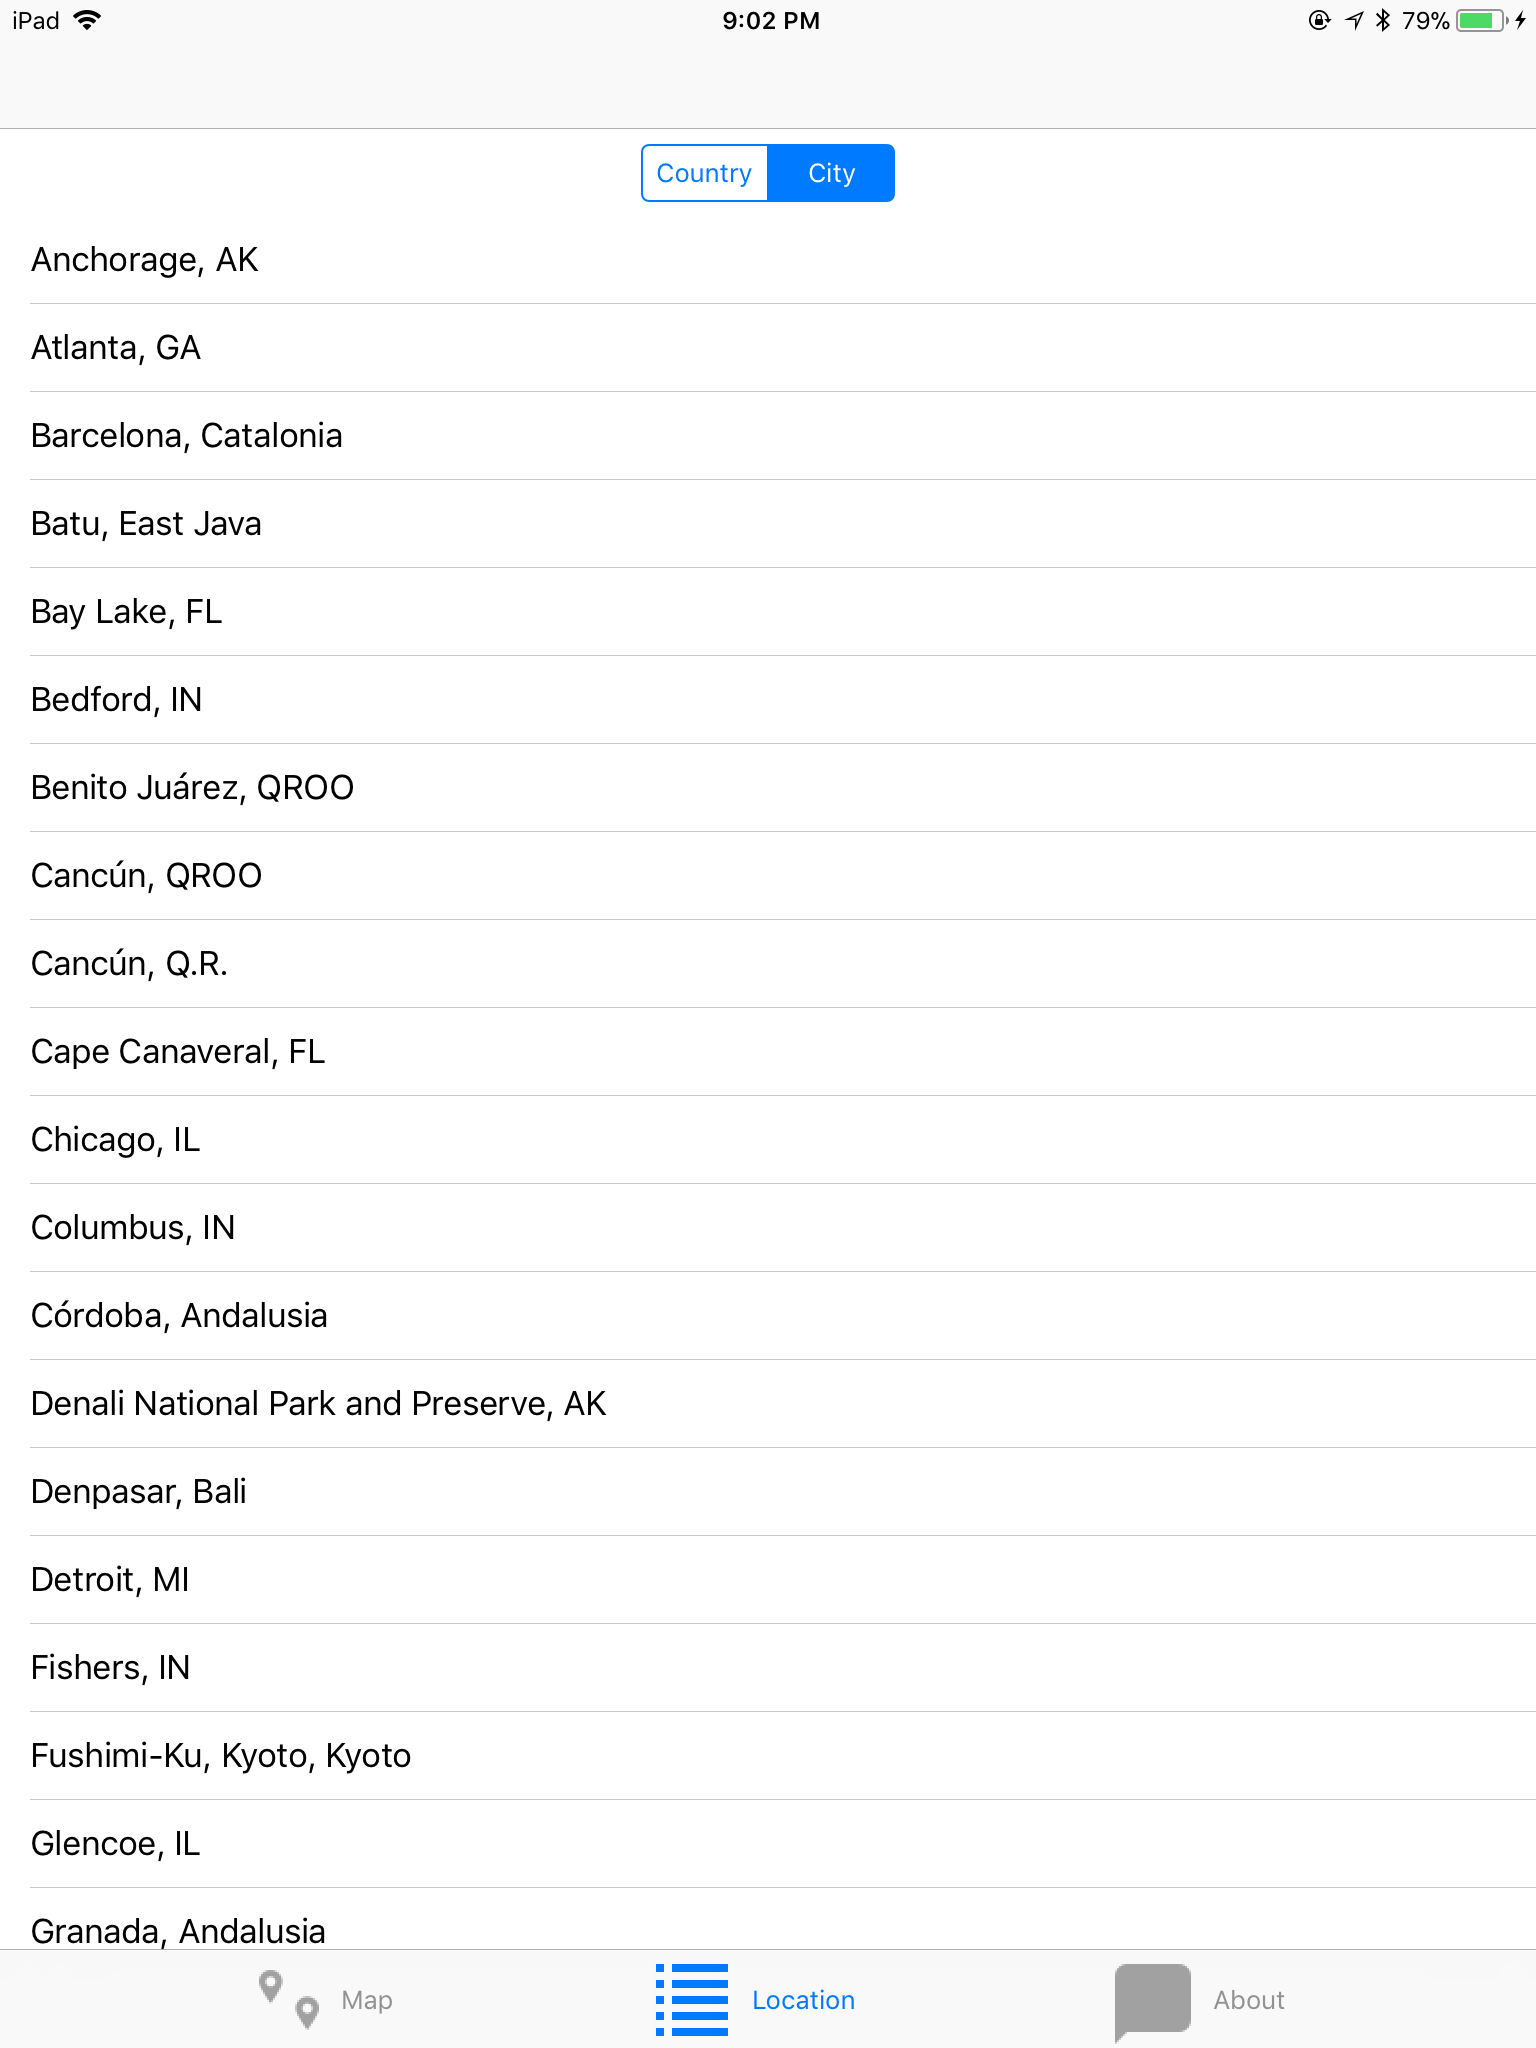 iPad 9:02 PM 79%
Country City
Anchorage, AK
Atlanta, GA
Barcelona, Catalonia
Batu, East Java
Bay Lake, FL
Bedford, IN
Benito Juárez, QROO
Cancún, QROO
Cancún, Q.R.
Cape Canaveral, FL
Chicago, IL
Columbus, IN
Córdoba, Andalusia
Denali National Park and Preserve, AK
Denpasar, Bali
Detroit, MI
Fishers, IN
Fushimi-Ku, Kyoto, Kyoto
Glencoe, IL
Granada, Andalusia
Map Location About